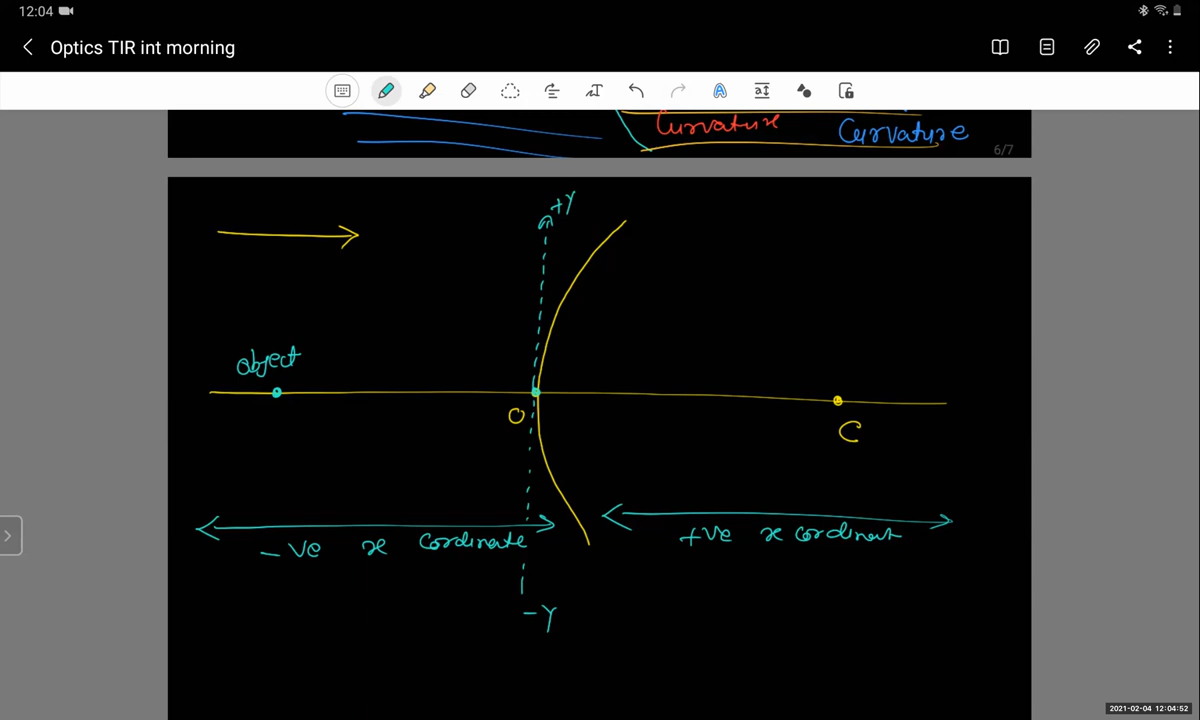 12:04
Optics TIR int morning
Curvature
Curvature
6/7
+Y
object
O
C
-ve x cordinate
+ve x cordinat
-Y
2021-02-04 12:04:52